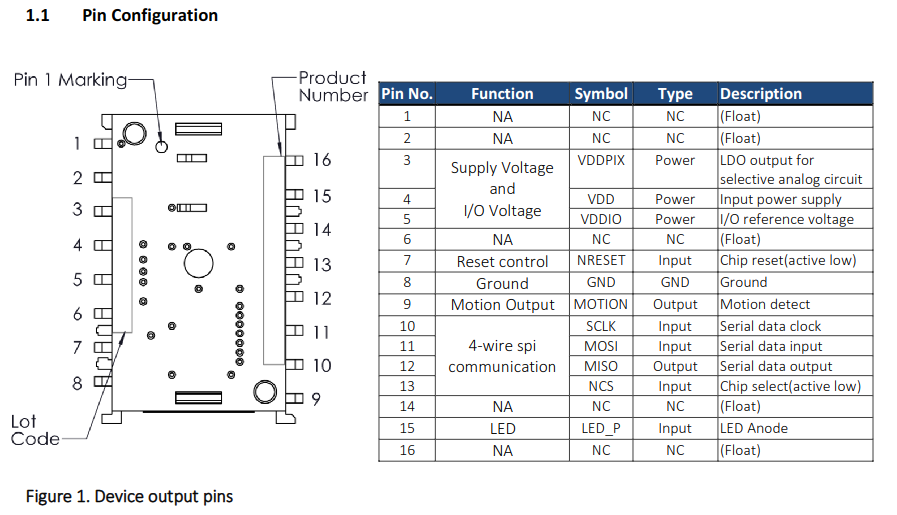 1.1 Pin Configuration
Pin 1 Marking
Product
Number
1
2
3
4
5
6
7
8
16
15
14
13
12
11
10
9
Lot
Code
Pin No. Function Symbol Type Description
1 NA NC NC (Float)
2 NA NC NC (Float)
3 Supply Voltage and I/O Voltage VDDPIX Power LDO output for
selective analog circuit
4 VDD Power Input power supply
5 VDDIO Power I/O reference voltage
6 NA NC NC (Float)
7 Reset control NRESET Input Chip reset(active low)
8 Ground GND GND Ground
9 Motion Output MOTION Output Motion detect
10 4-wire spi communication SCLK Input Serial data clock
11 MOSI Input Serial data input
12 MISO Output Serial data output
13 NCS Input Chip select(active low)
14 NA NC NC (Float)
15 LED LED_P Input LED Anode
16 NA NC NC (Float)
Figure 1. Device output pins